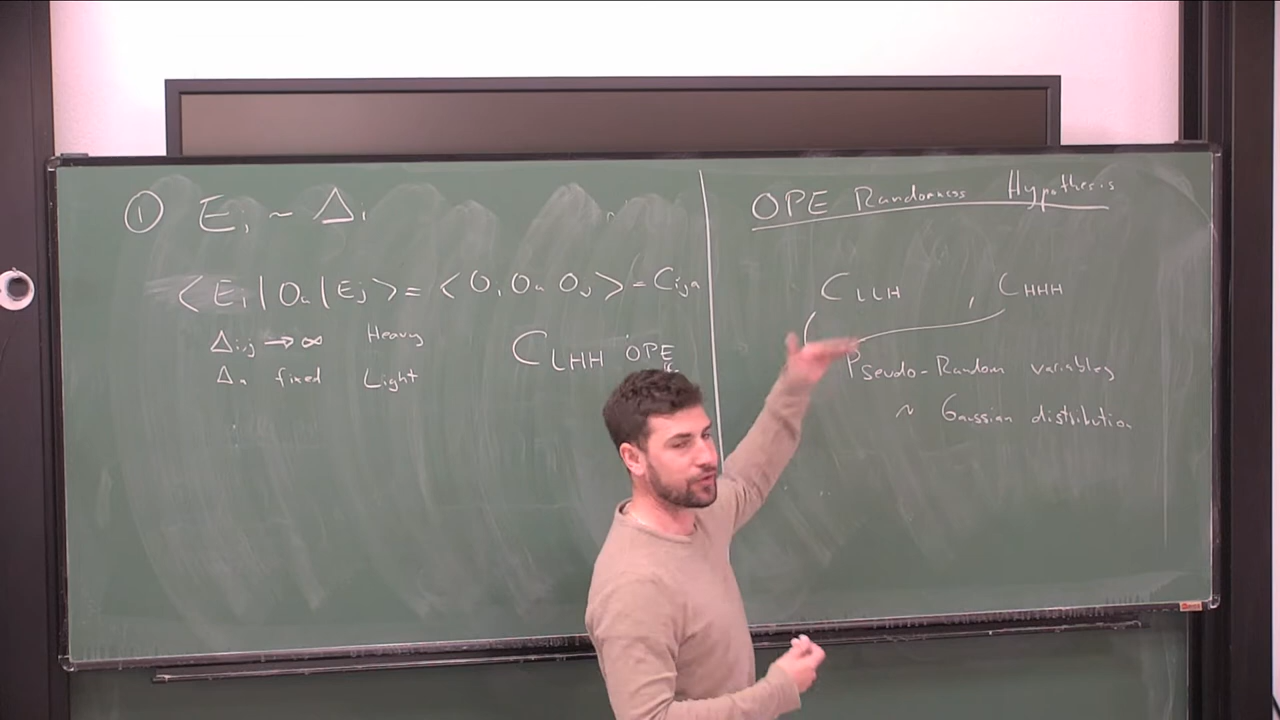 ① E_i ~ Δ_i
⟨E_i|O_a|E_j⟩ = ⟨O_i O_a O_j⟩ = C_ija
Δ_i,j → ∞ Heavy
Δ_a fixed Light
C_LHH OPE
OPE Randomness Hypothesis
C_LLH , C_HHH
Pseudo-Random variables
~ Gaussian distribution